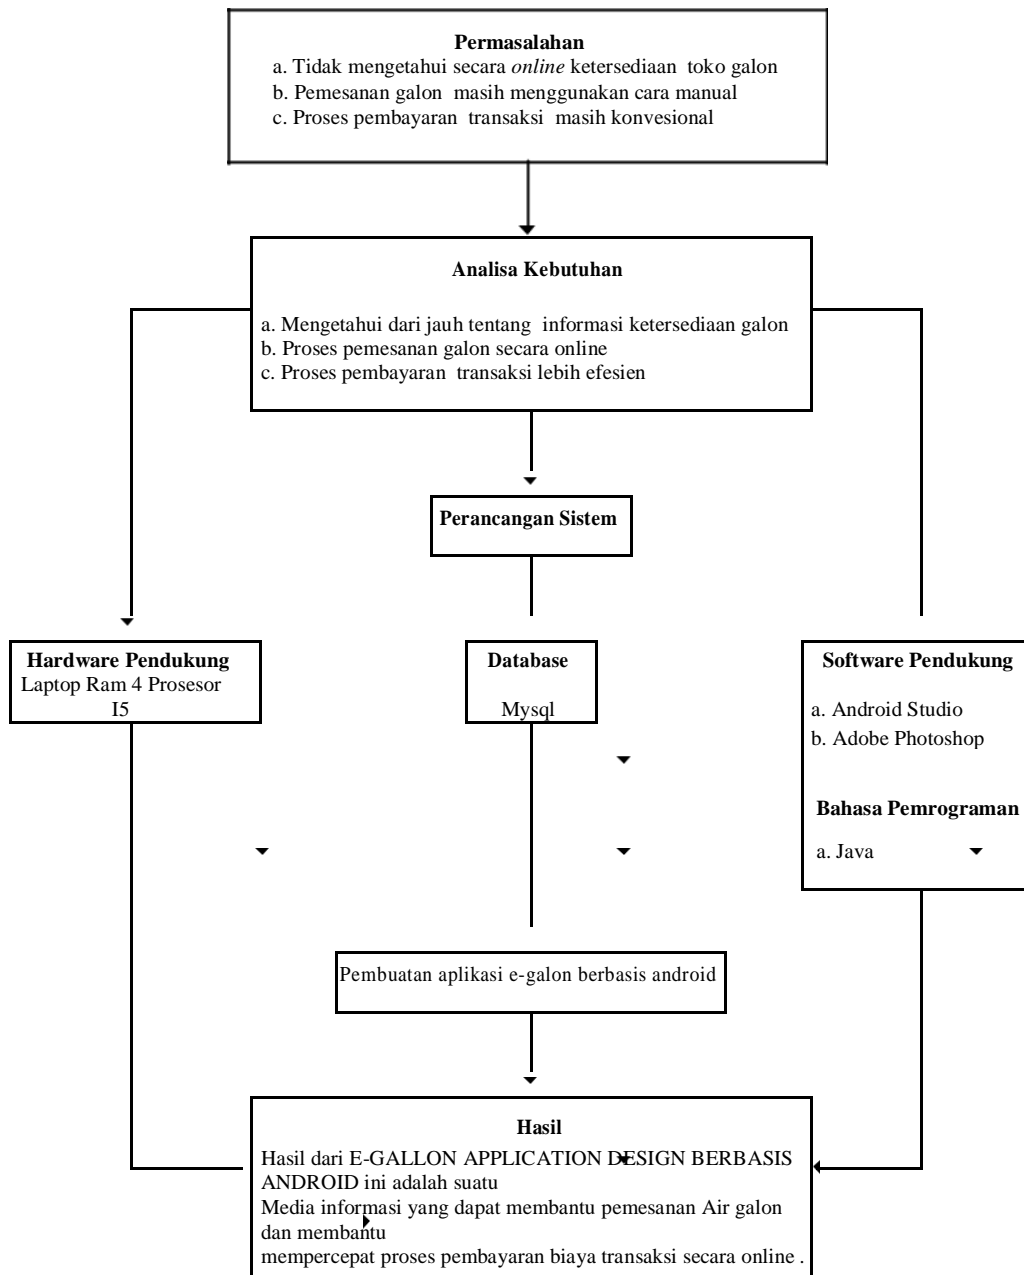 Permasalahan
a. Tidak mengetahui secara online ketersediaan toko galon
b. Pemesanan galon masih menggunakan cara manual
c. Proses pembayaran transaksi masih konvesional
Analisa Kebutuhan
a. Mengetahui dari jauh tentang informasi ketersediaan galon
b. Proses pemesanan galon secara online
c. Proses pembayaran transaksi lebih efesien
Perancangan Sistem
Hardware Pendukung
Laptop Ram 4 Prosesor
I5
Database
Mysql
Software Pendukung
a. Android Studio
b. Adobe Photoshop
Bahasa Pemrograman
a. Java
Pembuatan aplikasi e-galon berbasis android
Hasil
Hasil dari E-GALLON APPLICATION DESIGN BERBASIS
ANDROID ini adalah suatu
Media informasi yang dapat membantu pemesanan Air galon
dan membantu
mempercepat proses pembayaran biaya transaksi secara online .